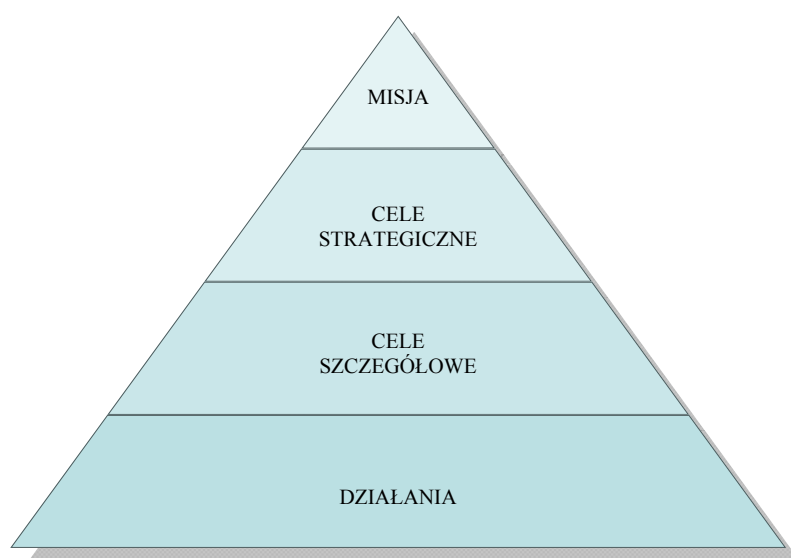 MISJA
CELE
STRATEGICZNE
CELE
SZCZEGÓŁOWE
DZIAŁANIA